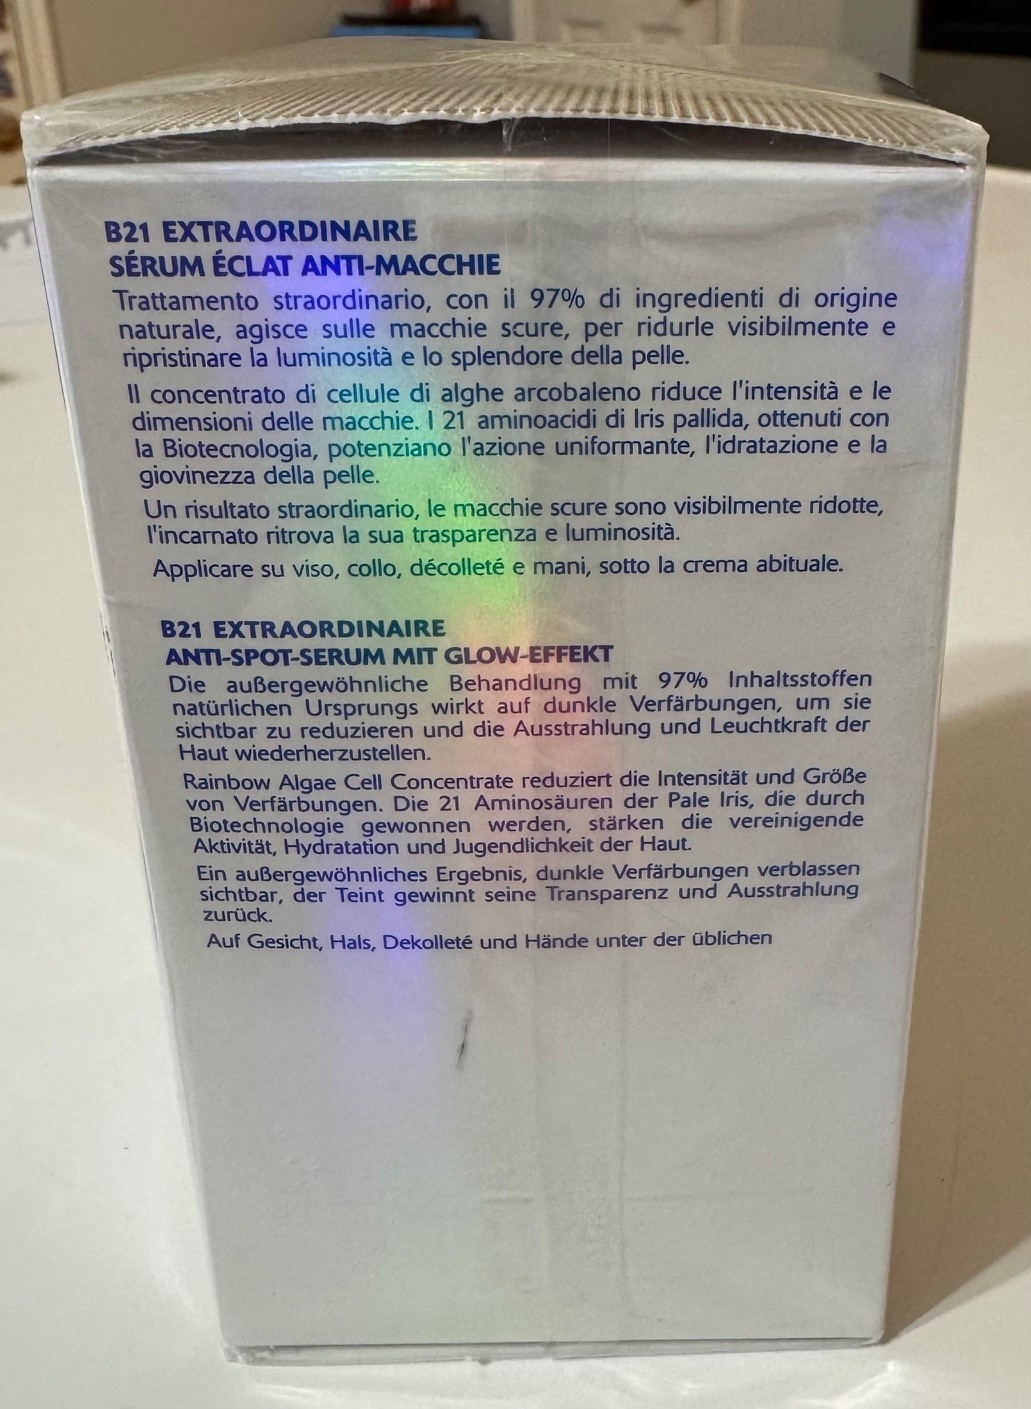 B21 EXTRAORDINAIRE
SÉRUM ÉCLAT ANTI-MACCHIE
Trattamento straordinario, con il 97% di ingredienti di origine
naturale, agisce sulle macchie scure, per ridurle visibilmente e
ripristinare la luminosità e lo splendore della pelle.
Il concentrato di cellule di alghe arcobaleno riduce l'intensità e le
dimensioni delle macchie. I 21 aminoacidi di Iris pallida, ottenuti con
la Biotecnologia, potenziano l'azione uniformante, l'idratazione e la
giovinezza della pelle.
Un risultato straordinario, le macchie scure sono visibilmente ridotte,
l'incarnato ritrova la sua trasparenza e luminosità.
Applicare su viso, collo, décolleté e mani, sotto la crema abituale.
B21 EXTRAORDINAIRE
ANTI-SPOT-SERUM MIT GLOW-EFFEKT
Die außergewöhnliche Behandlung mit 97% Inhaltsstoffen
natürlichen Ursprungs wirkt auf dunkle Verfärbungen, um sie
sichtbar zu reduzieren und die Ausstrahlung und Leuchtkraft der
Haut wiederherzustellen.
Rainbow Algae Cell Concentrate reduziert die Intensität und Größe
von Verfärbungen. Die 21 Aminosäuren der Pale Iris, die durch
Biotechnologie gewonnen werden, stärken die vereinigende
Aktivität, Hydratation und Jugendlichkeit der Haut.
Ein außergewöhnliches Ergebnis, dunkle Verfärbungen verblassen
sichtbar, der Teint gewinnt seine Transparenz und Ausstrahlung
zurück.
Auf Gesicht, Hals, Dekolleté und Hände unter der üblichen